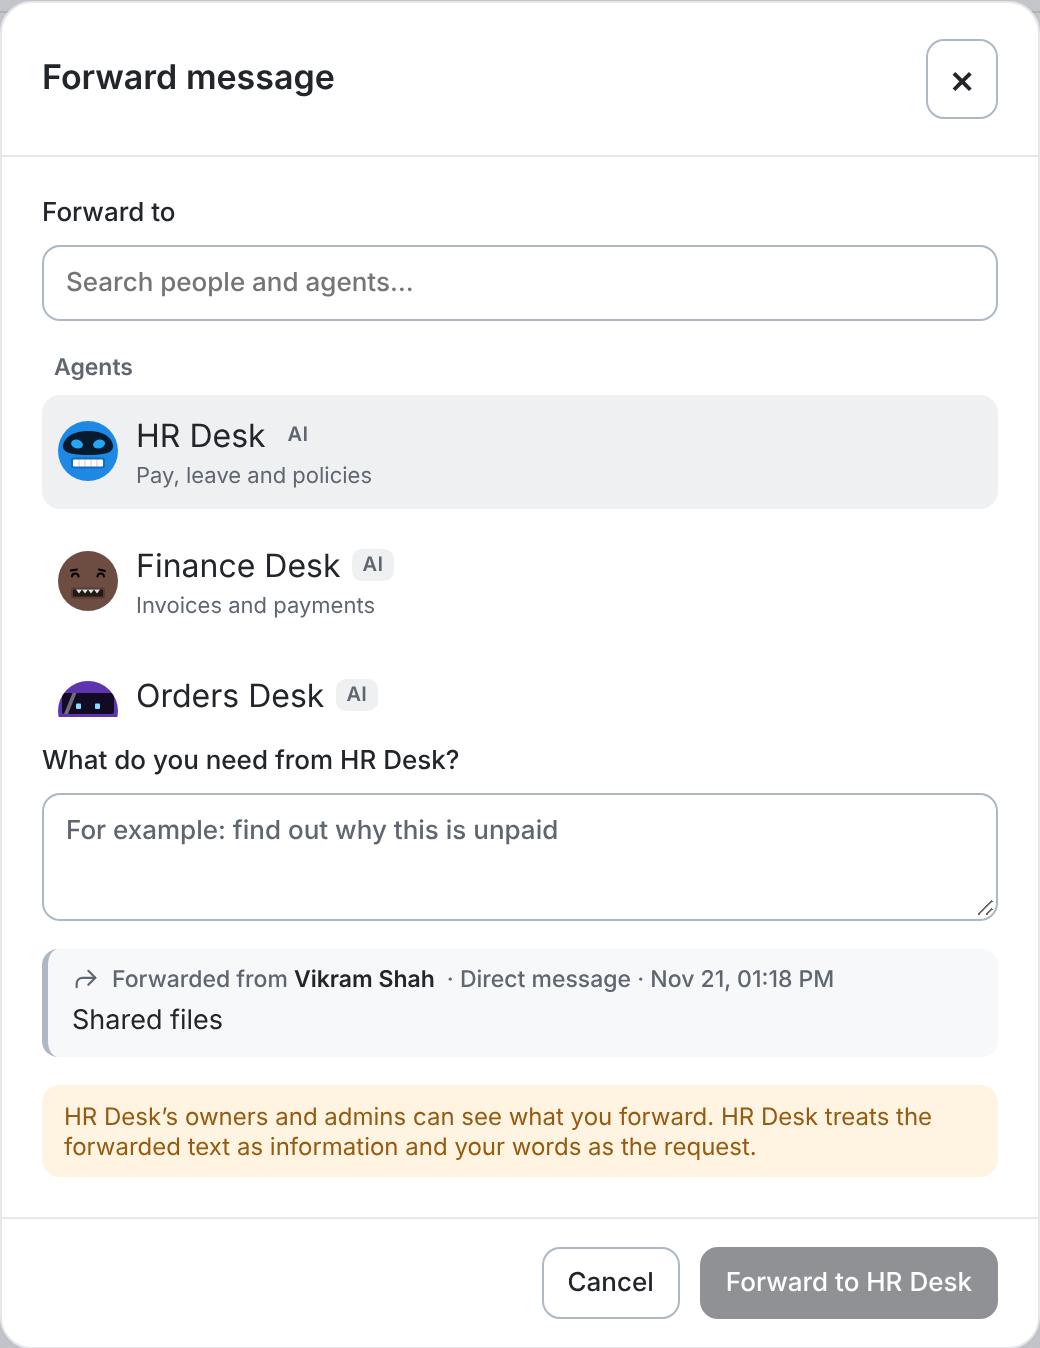 Forward message
Forward to
Search people and agents...
Agents
HR Desk AI
Pay, leave and policies
Finance Desk AI
Invoices and payments
Orders Desk AI
What do you need from HR Desk?
For example: find out why this is unpaid
Forwarded from Vikram Shah · Direct message · Nov 21, 01:18 PM
Shared files
HR Desk’s owners and admins can see what you forward. HR Desk treats the
forwarded text as information and your words as the request.
Cancel Forward to HR Desk